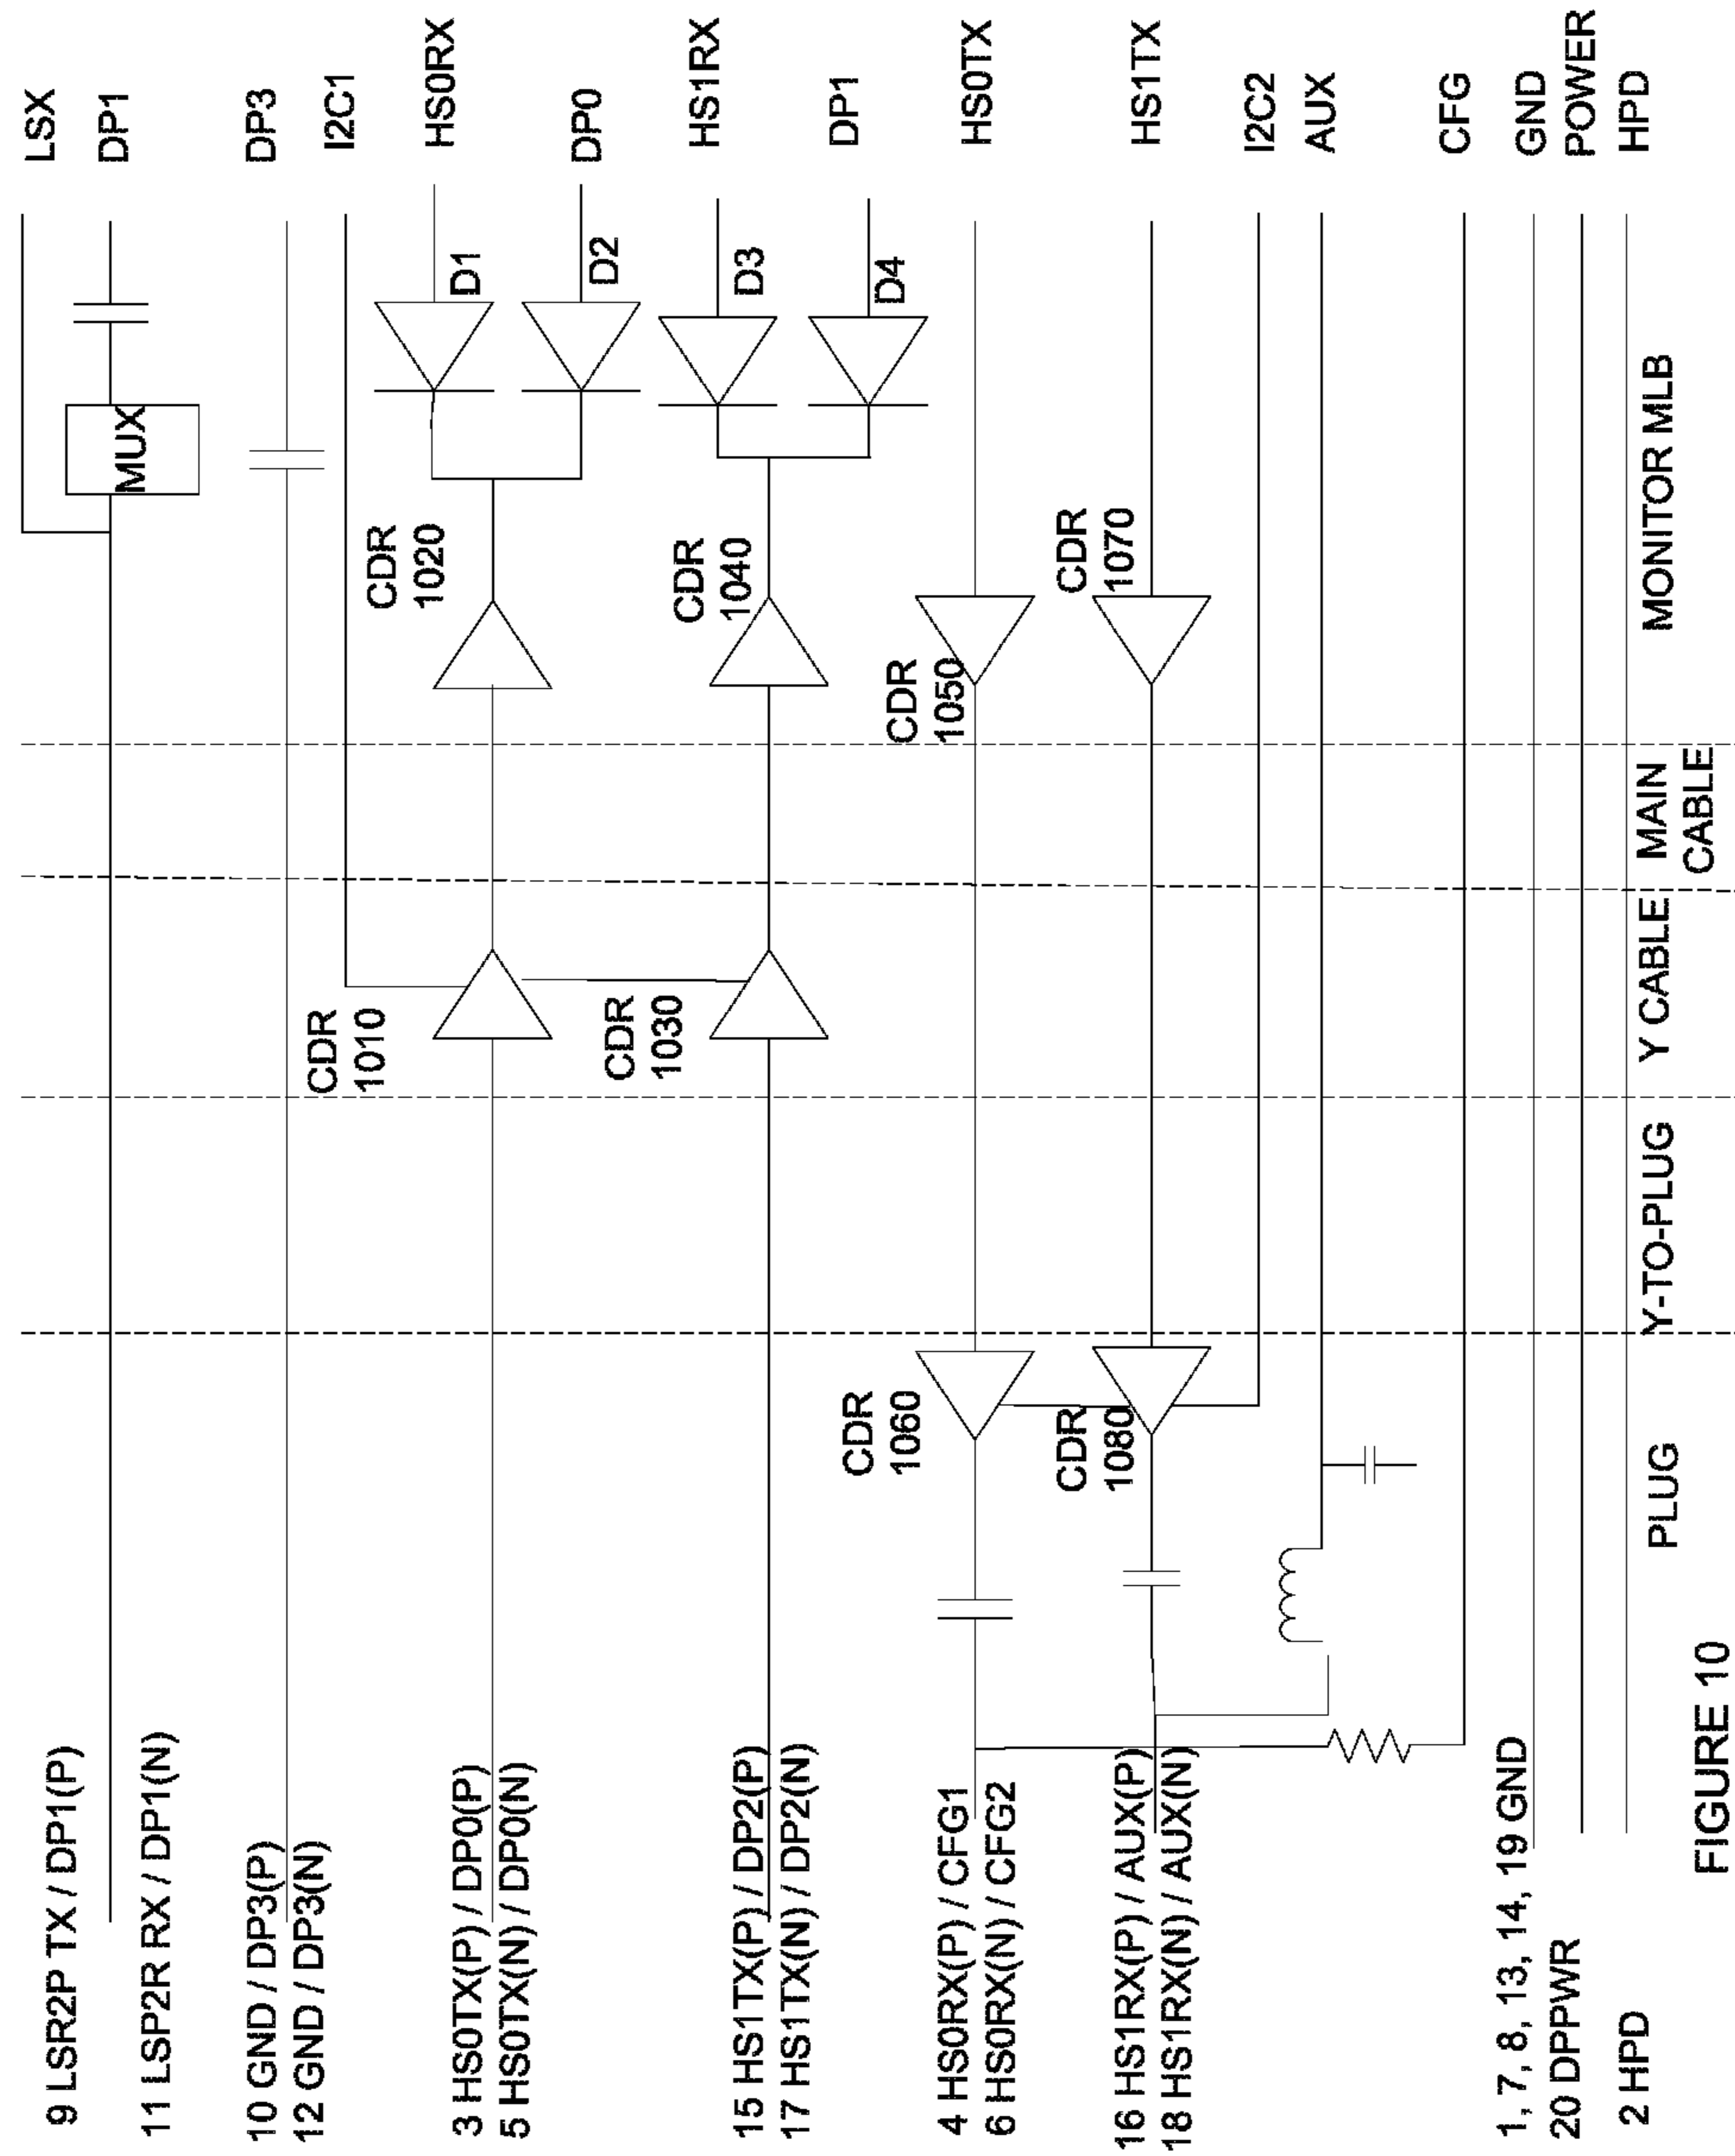 9 LSR2P TX / DP1(P)
11 LSP2R RX / DP1(N)
10 GND / DP3(P)
12 GND / DP3(N)
3 HS0TX(P) / DP0(P)
5 HS0TX(N) / DP0(N)
15 HS1TX(P) / DP2(P)
17 HS1TX(N) / DP2(N)
4 HS0RX(P) / CFG1
6 HS0RX(N) / CFG2
16 HS1RX(P) / AUX(P)
18 HS1RX(N) / AUX(N)
1, 7, 8, 13, 14, 19 GND
20 DPPWR
2 HPD
CDR
1060
CDR
1080
CDR
1010
CDR
1030
CDR
1020
CDR
1040
CDR
1050
CDR
1070
MUX
D1
D2
D3
D4
LSX
DP1
DP3
I2C1
HS0RX
DP0
HS1RX
DP1
HS0TX
HS1TX
I2C2
AUX
CFG
GND
POWER
HPD
PLUG
Y-TO-PLUG
Y CABLE
MAIN
CABLE
MONITOR MLB
FIGURE 10